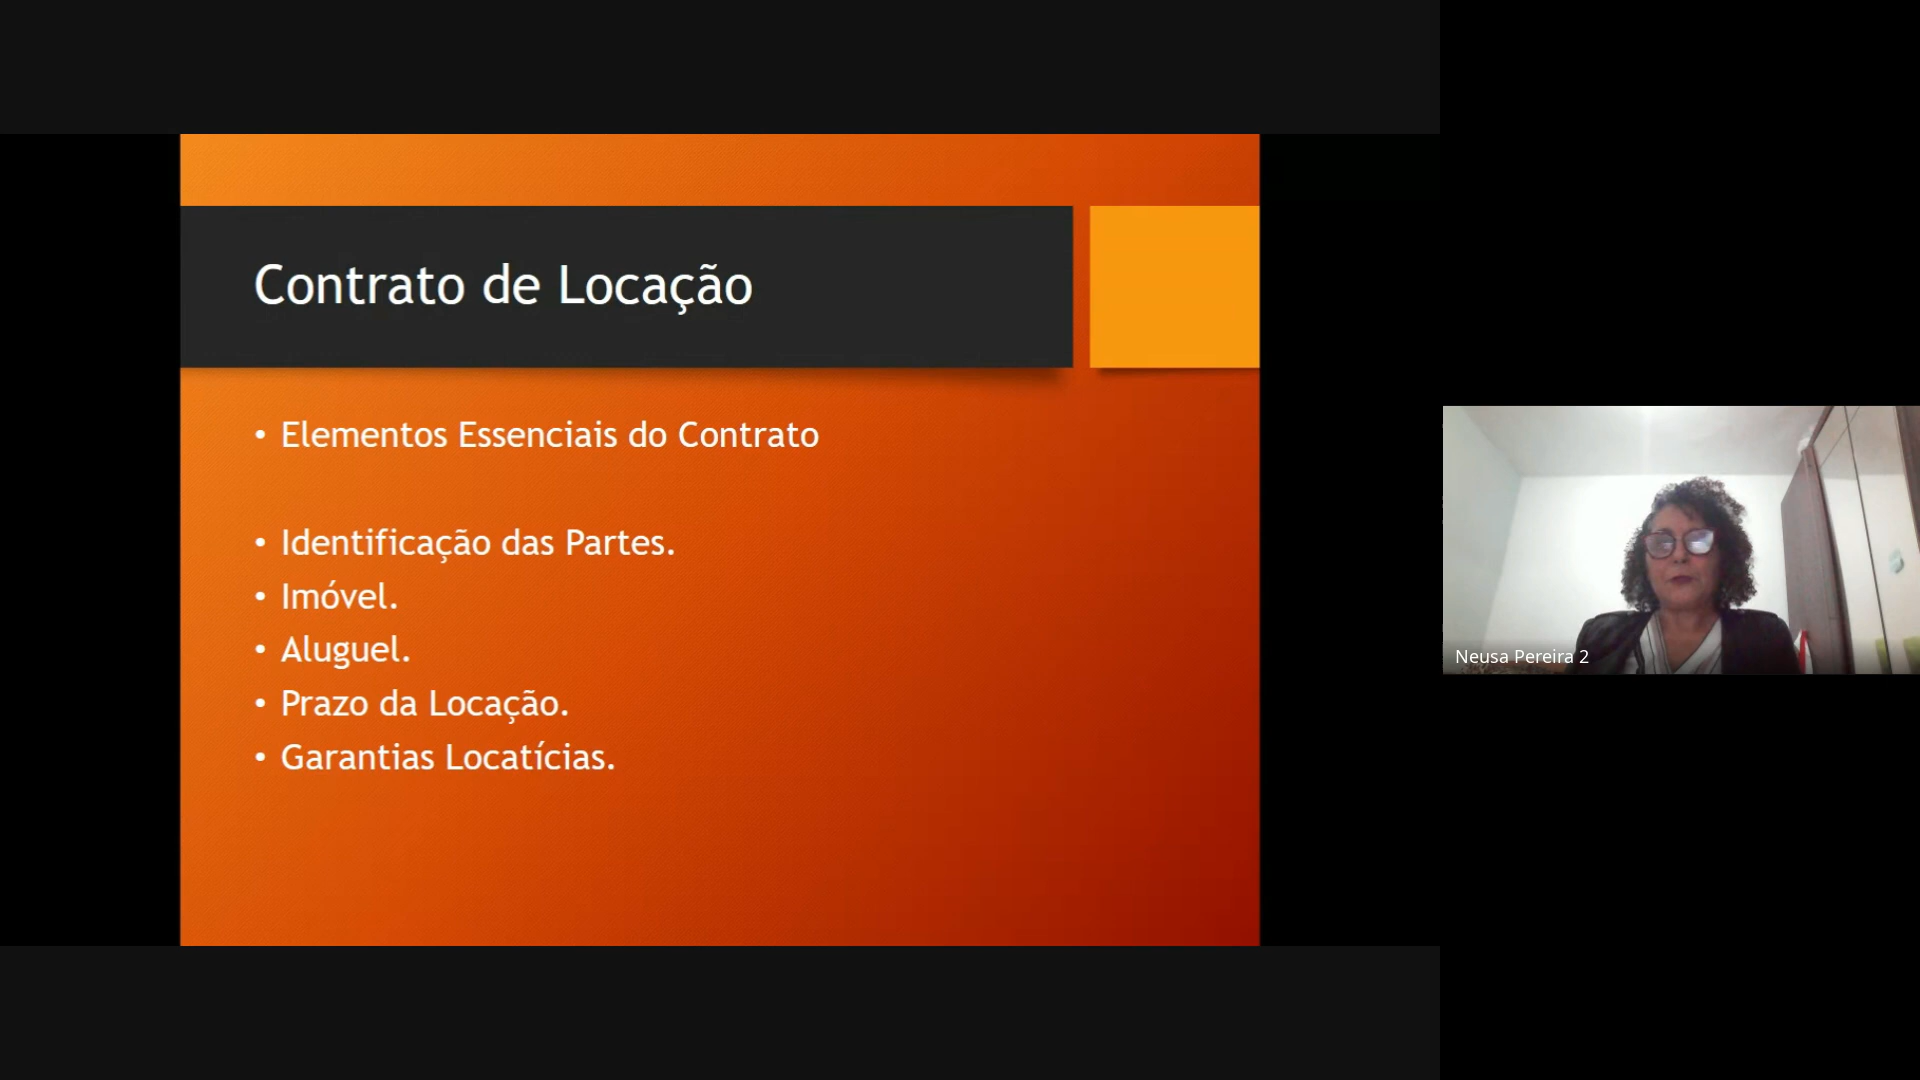 Contrato de Locação
• Elementos Essenciais do Contrato
• Identificação das Partes.
• Imóvel.
• Aluguel.
• Prazo da Locação.
• Garantias Locatícias.
Neusa Pereira 2